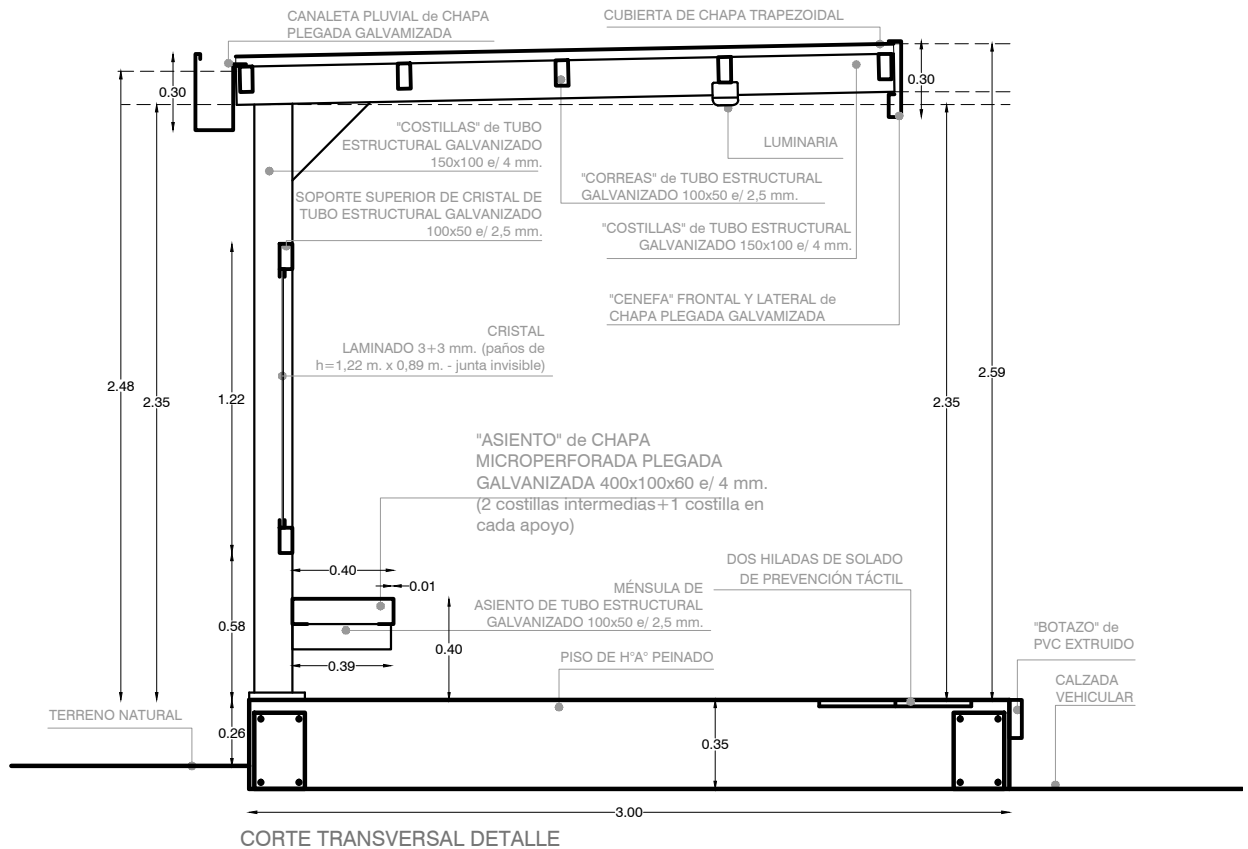 CANALETA PLUVIAL de CHAPA
PLEGADA GALVAMIZADA
CUBIERTA DE CHAPA TRAPEZOIDAL
0.30
0.30
"COSTILLAS" de TUBO
ESTRUCTURAL GALVANIZADO
150x100 e/ 4 mm.
LUMINARIA
SOPORTE SUPERIOR DE CRISTAL DE
TUBO ESTRUCTURAL GALVANIZADO
100x50 e/ 2,5 mm.
"CORREAS" de TUBO ESTRUCTURAL
GALVANIZADO 100x50 e/ 2,5 mm.
"COSTILLAS" de TUBO ESTRUCTURAL
GALVANIZADO 150x100 e/ 4 mm.
"CENEFA" FRONTAL Y LATERAL de
CHAPA PLEGADA GALVAMIZADA
CRISTAL
LAMINADO 3+3 mm. (paños de
h=1,22 m. x 0,89 m. - junta invisible)
2.48
2.35
1.22
2.35
2.59
"ASIENTO" de CHAPA
MICROPERFORADA PLEGADA
GALVANIZADA 400x100x60 e/ 4 mm.
(2 costillas intermedias+1 costilla en
cada apoyo)
0.40
0.01
DOS HILADAS DE SOLADO
DE PREVENCIÓN TÁCTIL
MÉNSULA DE
ASIENTO DE TUBO ESTRUCTURAL
GALVANIZADO 100x50 e/ 2,5 mm.
0.58
0.40
0.39
PISO DE H°A° PEINADO
"BOTAZO" de
PVC EXTRUIDO
CALZADA
VEHICULAR
TERRENO NATURAL
0.26
0.35
3.00
CORTE TRANSVERSAL DETALLE